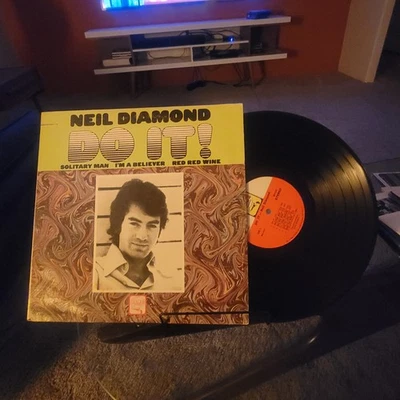 NEIL DIAMOND
DO IT!
SOLITARY MAN I'M A BELIEVER RED RED WINE